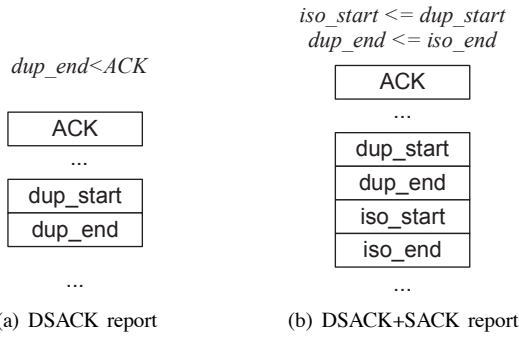 dup_end<ACK
ACK
...
dup_start
dup_end
...
a) DSACK report
iso_start <= dup_start
dup_end <= iso_end
ACK
...
dup_start
dup_end
iso_start
iso_end
...
(b) DSACK+SACK report